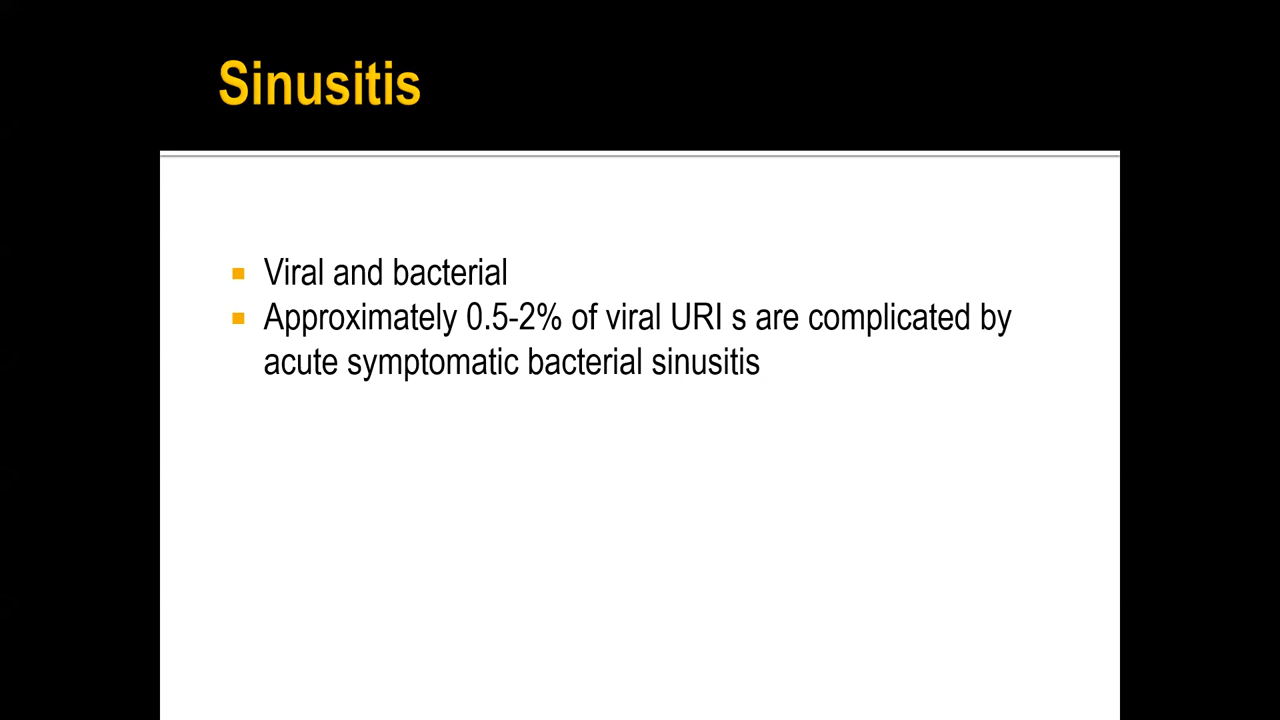 Sinusitis
Viral and bacterial
Approximately 0.5-2% of viral URI s are complicated by
acute symptomatic bacterial sinusitis